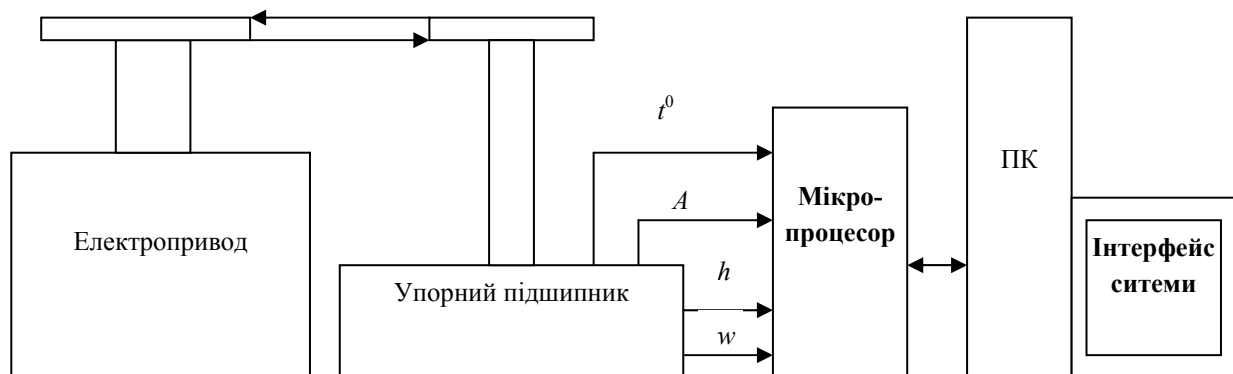 t⁰
A
h
w
Електропривод
Упорний підшипник
Мікро-
процесор
ПК
Інтерфейс
ситеми